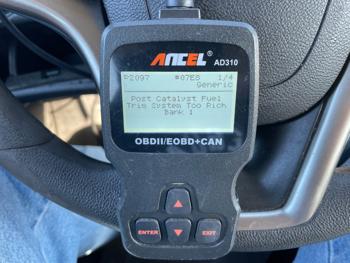 ANCEL®
AD310
P2097 #07E8 1/4
Generic
Post Catalyst Fuel
Trim System Too Rich
Bank 1
OBDII/EOBD+CAN
▲
▼
ENTER
EXIT